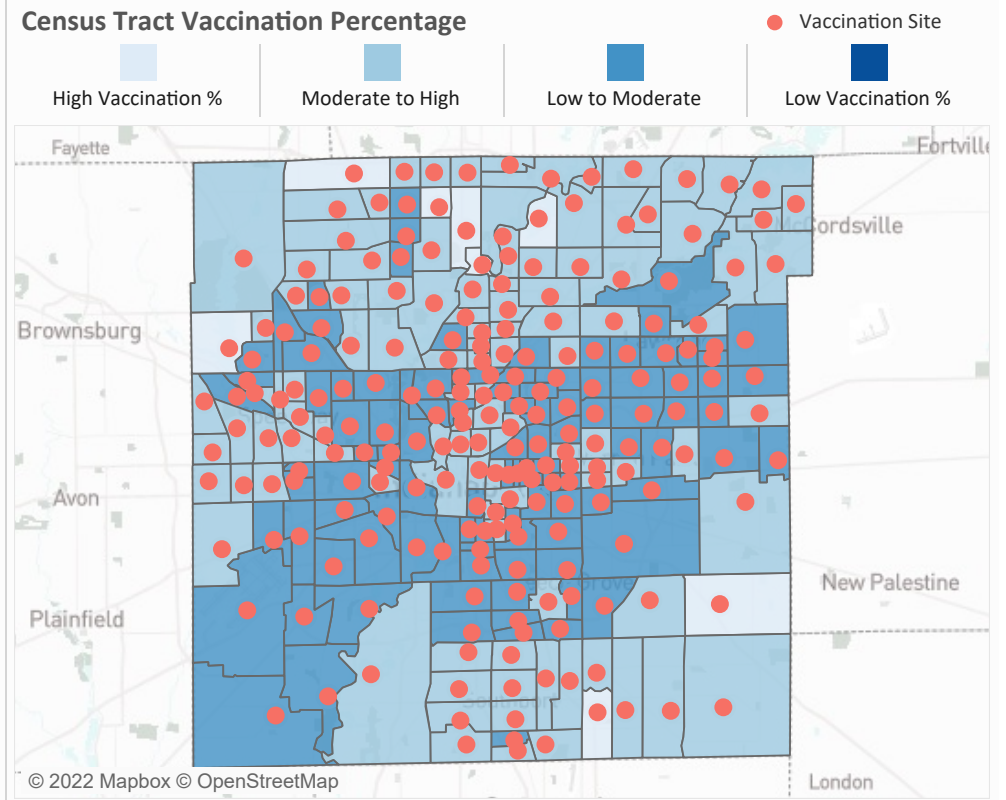 Census Tract Vaccination Percentage
Vaccination Site
High Vaccination %
Moderate to High
Low to Moderate
Low Vaccination %
Fayette
Fortville
McCordsville
Brownsburg
Avon
New Palestine
Plainfield
Southport
© 2022 Mapbox © OpenStreetMap
London